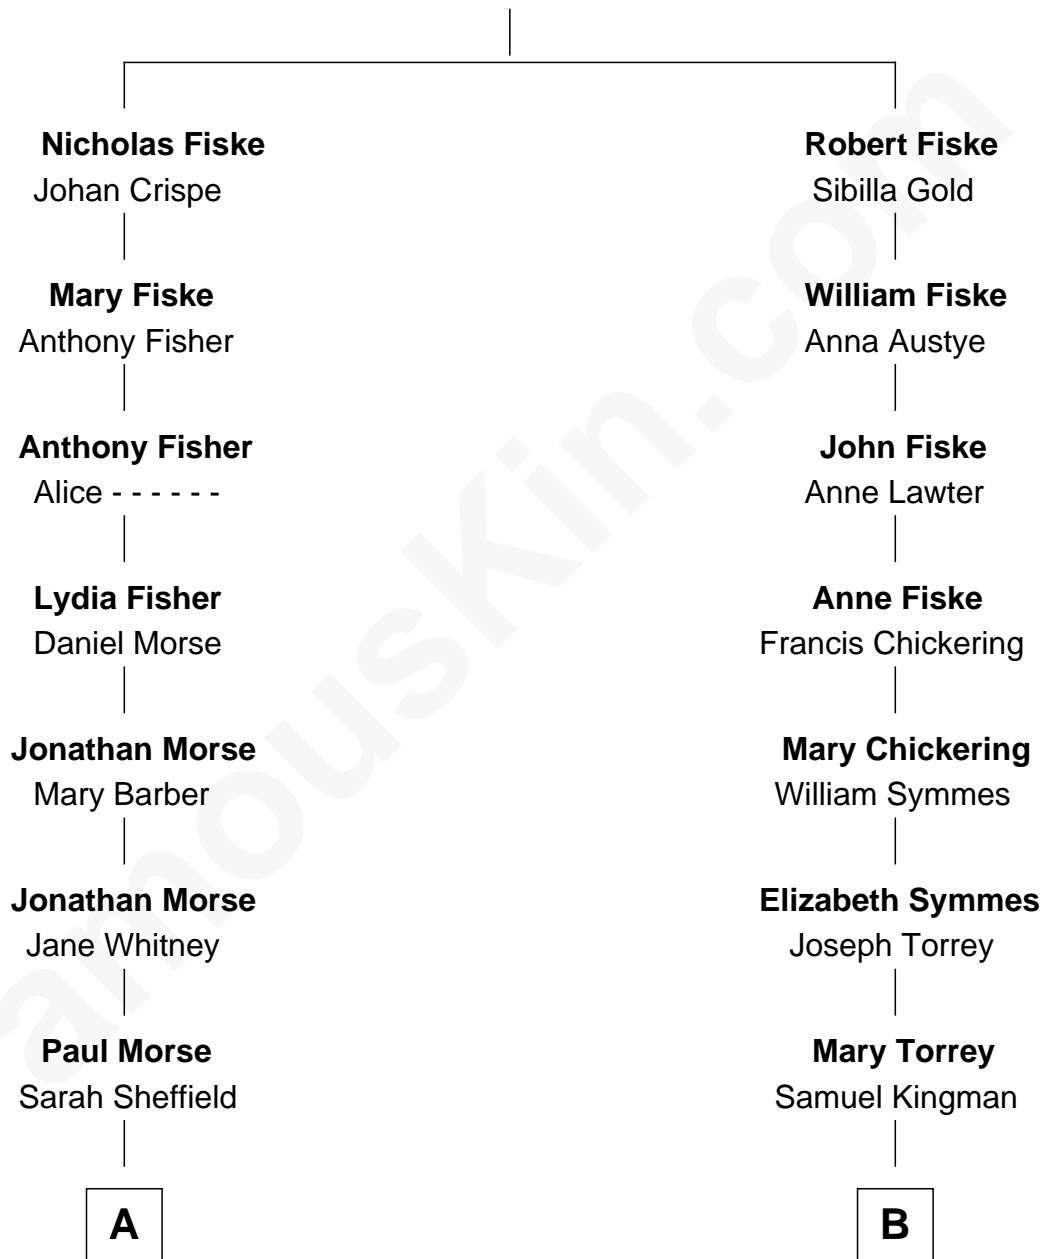 Nicholas Fiske
Johan Crispe
Mary Fiske
Anthony Fisher
Anthony Fisher
Alice - - - - - -
Lydia Fisher
Daniel Morse
Jonathan Morse
Mary Barber
Jonathan Morse
Jane Whitney
Paul Morse
Sarah Sheffield
A
Robert Fiske
Sibilla Gold
William Fiske
Anna Austye
John Fiske
Anne Lawter
Anne Fiske
Francis Chickering
Mary Chickering
William Symmes
Elizabeth Symmes
Joseph Torrey
Mary Torrey
Samuel Kingman
B
amouskin.com